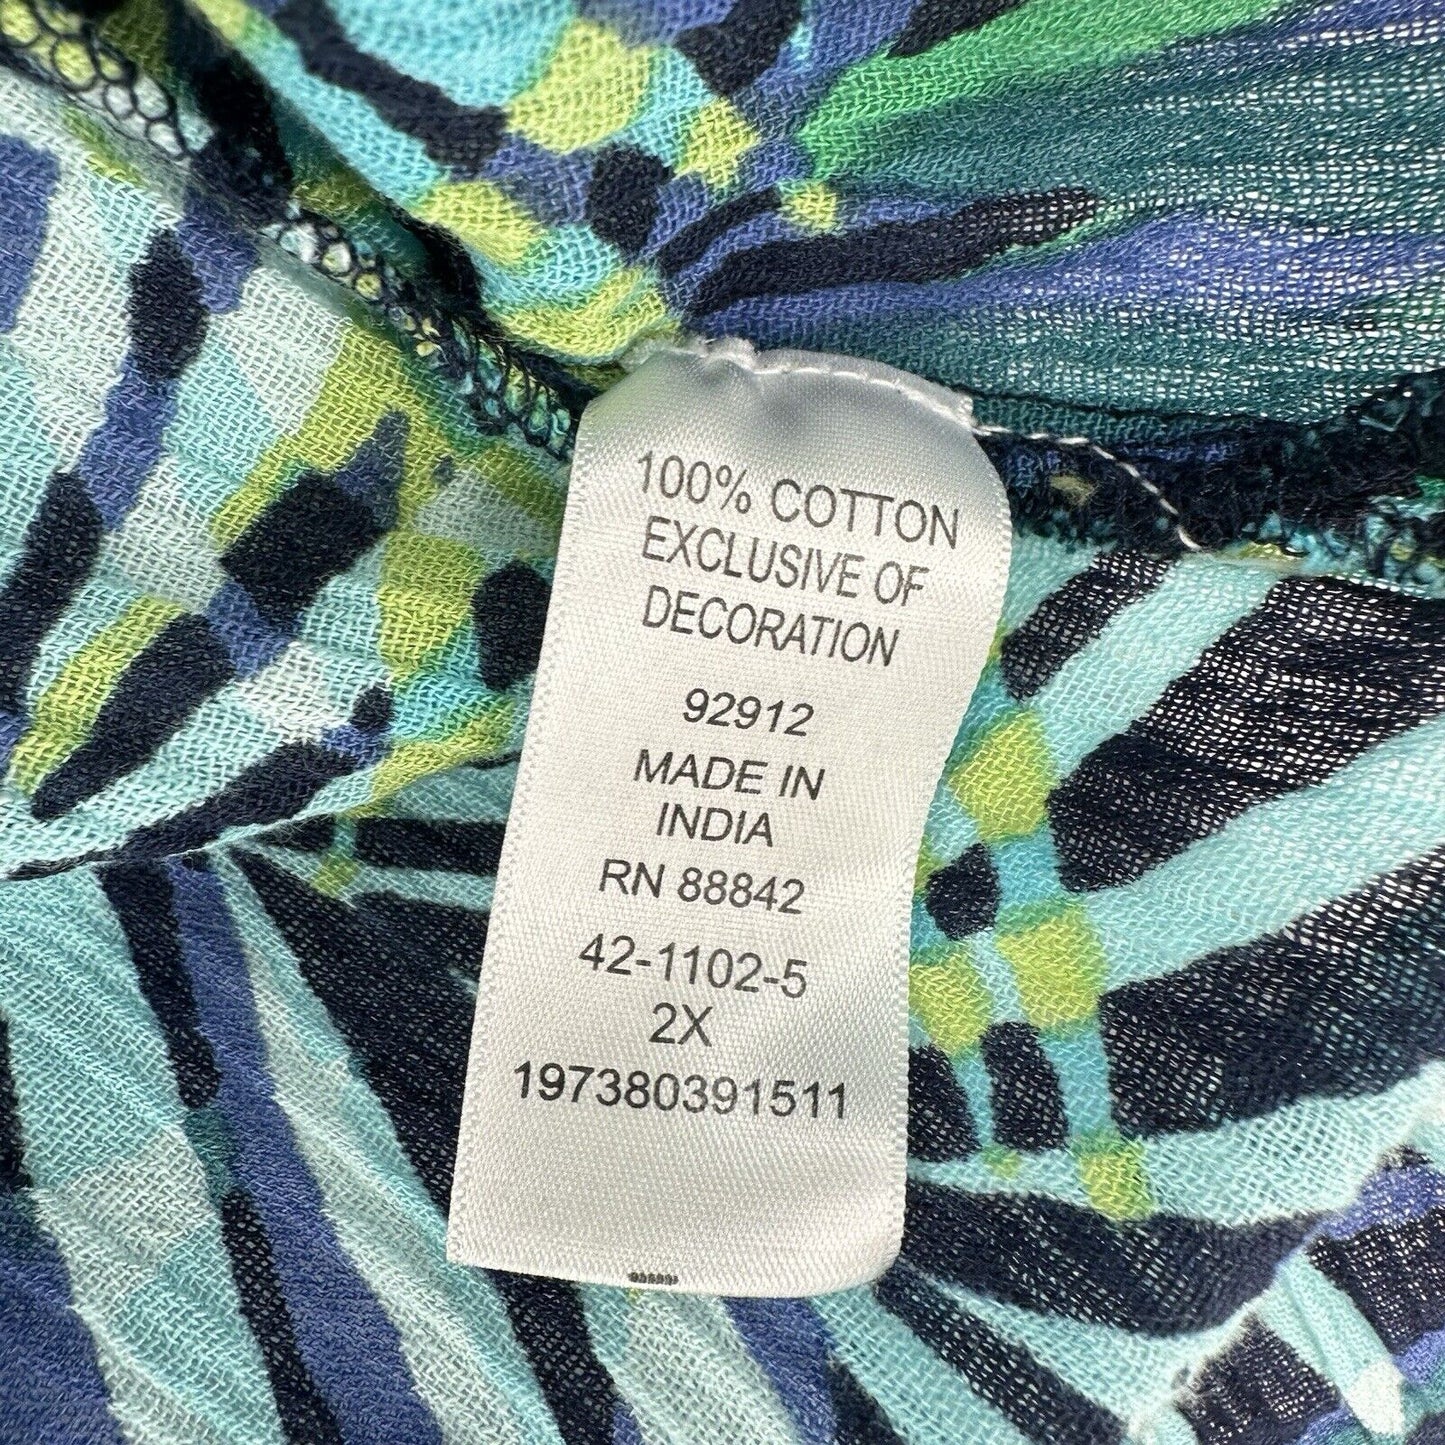 100% COTTON
EXCLUSIVE OF
DECORATION
92912
MADE IN
INDIA
RN 88842
42-1102-5
2X
197380391511